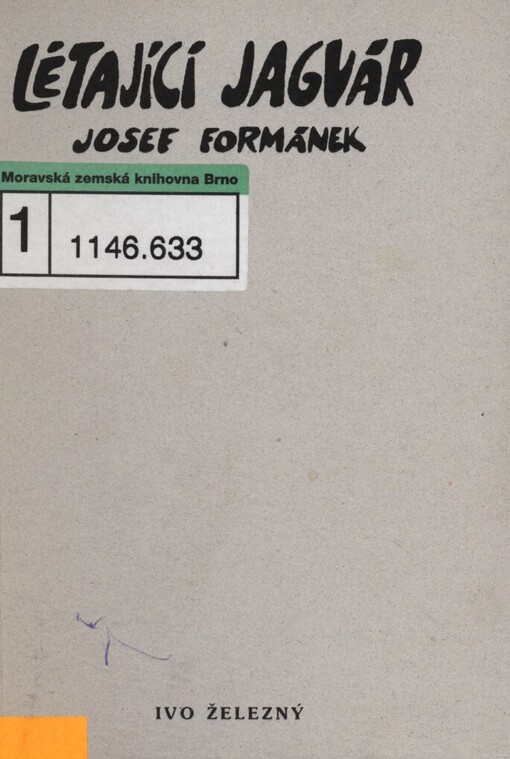 LÉTAJÍCÍ JAGUÁR
JOSEF FORMÁNEK
Moravská zemská knihovna Brno
1
1146.633
IVO ŽELEZNÝ